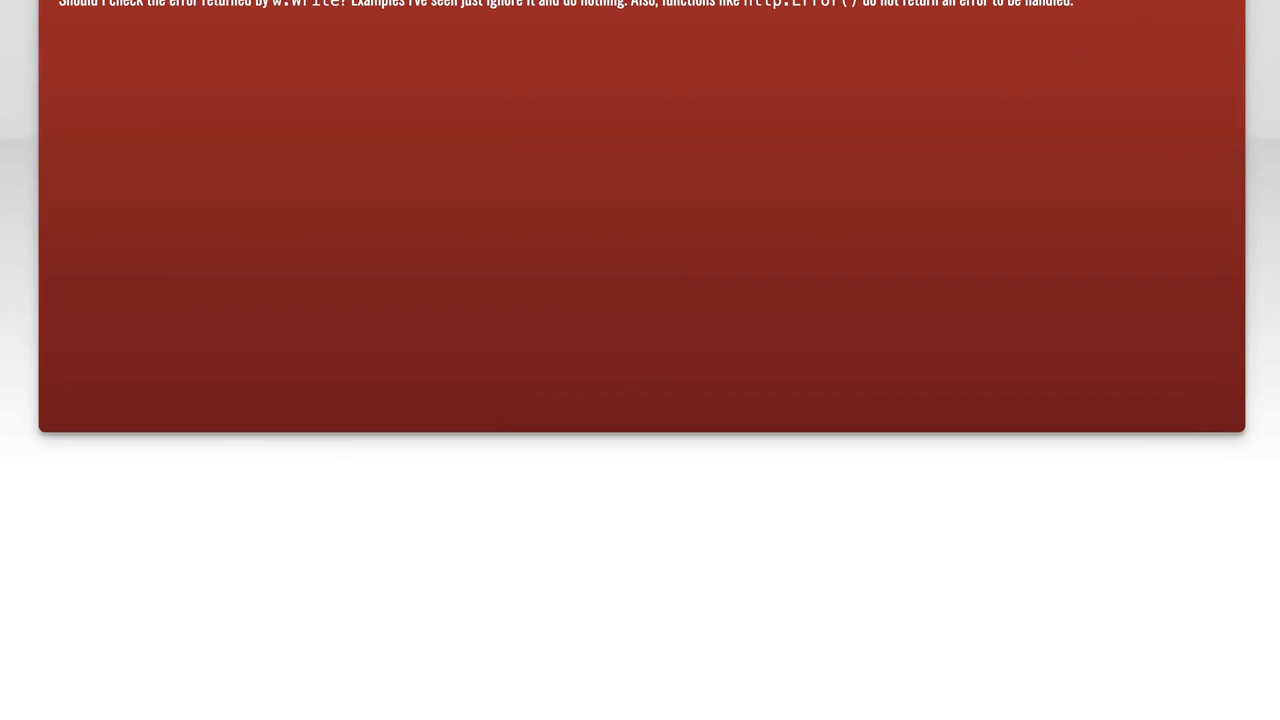 Should I check the error returned by w.Write? Examples I've seen just ignore it and do nothing. Also, functions like http.Error() do not return an error to be handled.